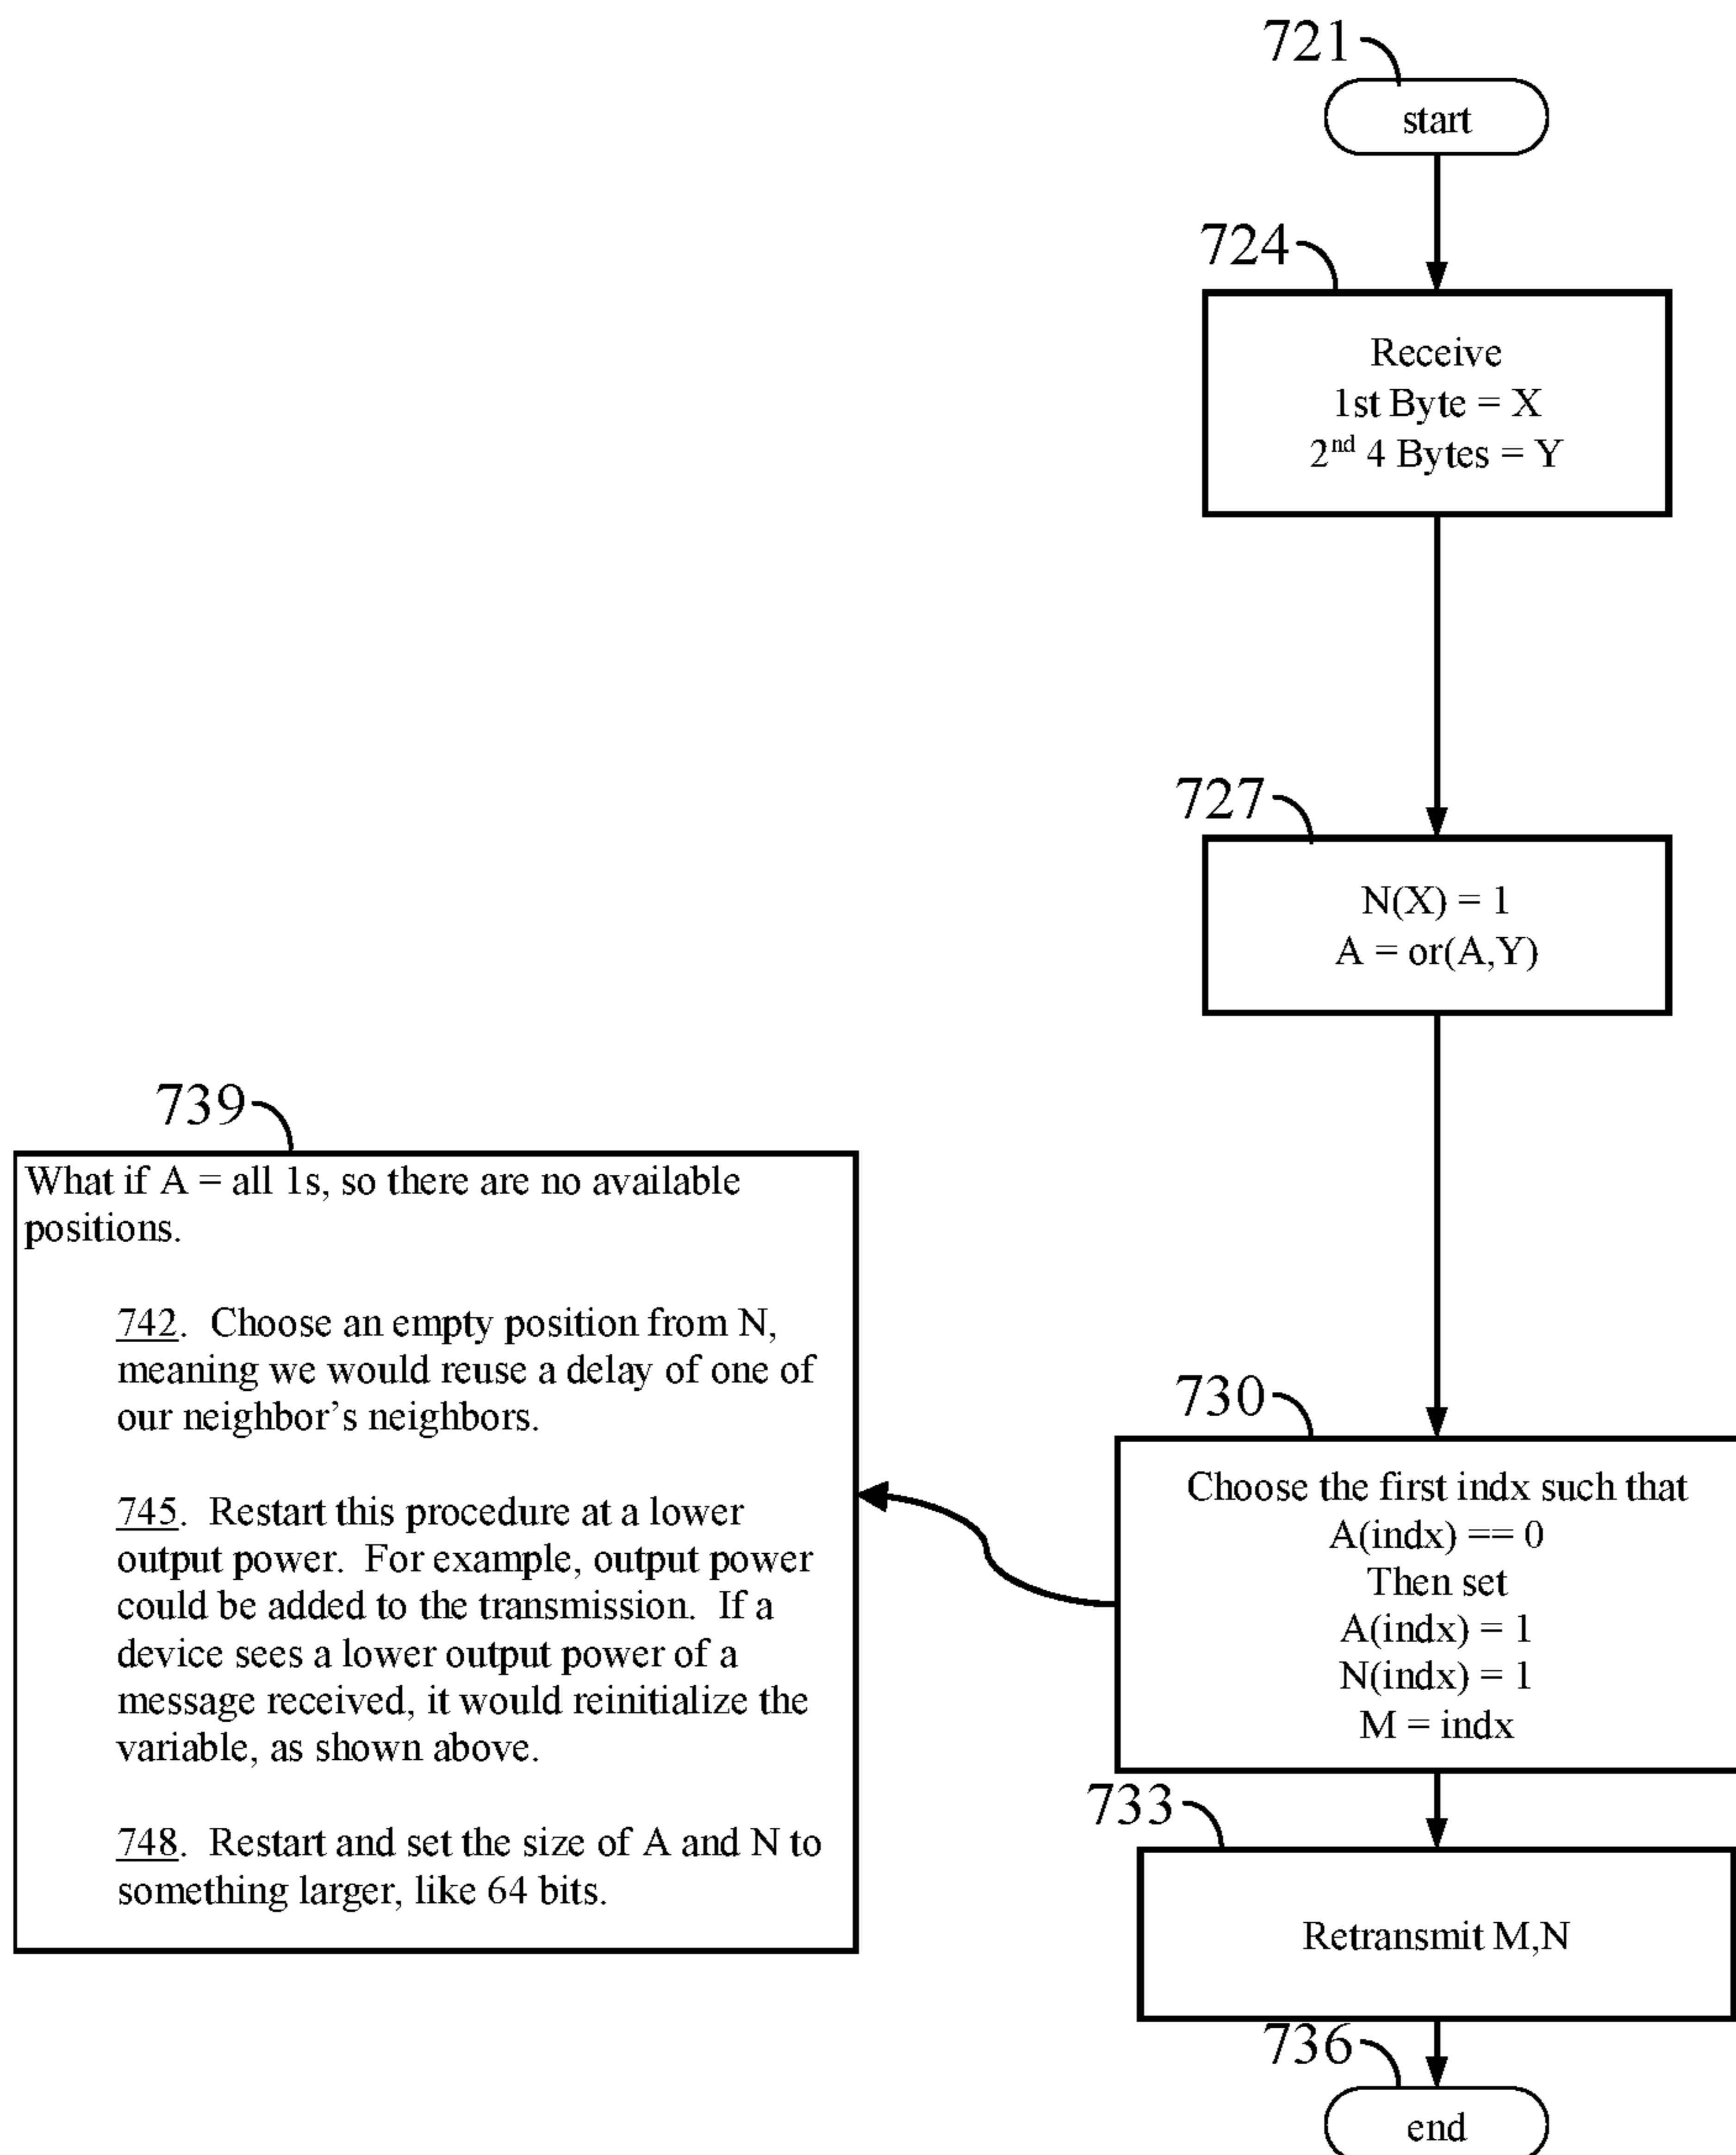 721
start
724
Receive
1st Byte = X
2nd 4 Bytes = Y
727
N(X) = 1
A = or(A,Y)
739
What if A = all 1s, so there are no available
positions.
742. Choose an empty position from N,
meaning we would reuse a delay of one of
our neighbor’s neighbors.
745. Restart this procedure at a lower
output power. For example, output power
could be added to the transmission. If a
device sees a lower output power of a
message received, it would reinitialize the
variable, as shown above.
748. Restart and set the size of A and N to
something larger, like 64 bits.
730
Choose the first indx such that
A(indx) == 0
Then set
A(indx) = 1
N(indx) = 1
M = indx
733
Retransmit M,N
736
end